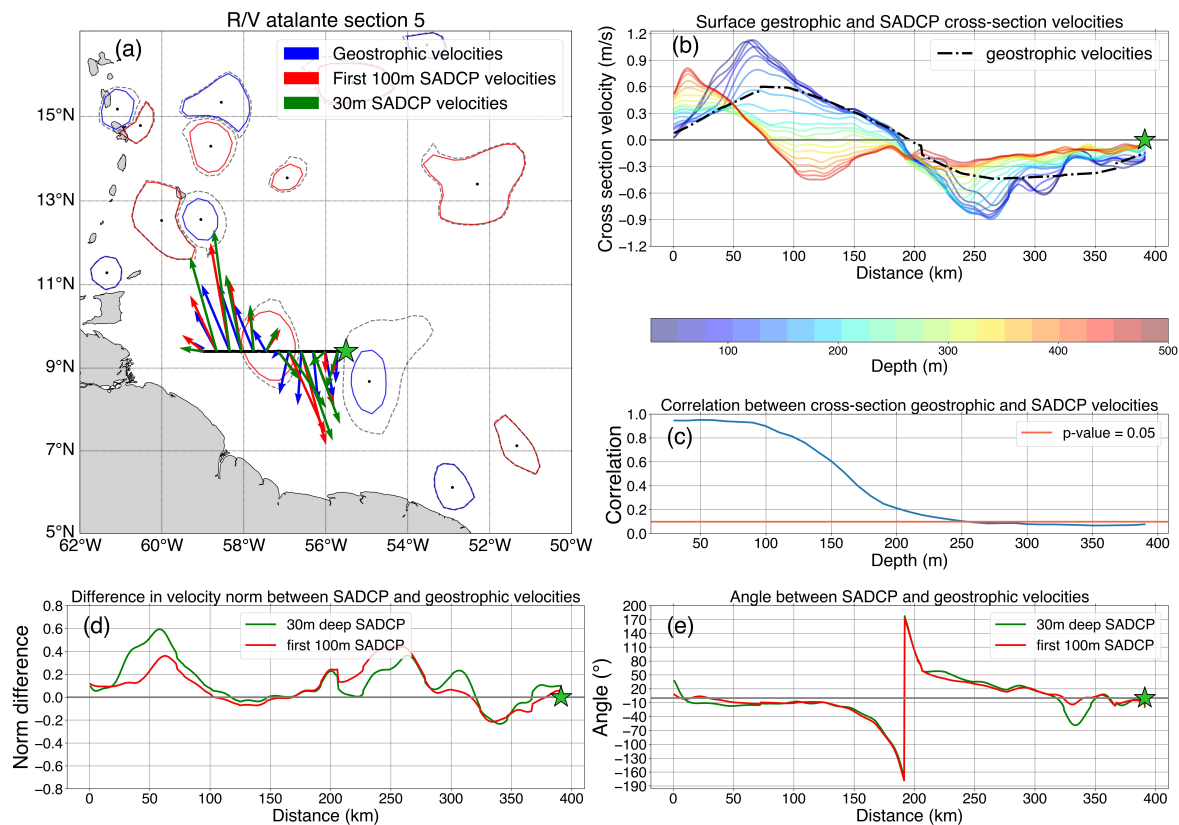 R/V atalante section 5
(a)
Geostrophic velocities
First 100m SADCP velocities
30m SADCP velocities
15°N
13°N
11°N
9°N
7°N
5°N
62°W 60°W 58°W 56°W 54°W 52°W 50°W
Surface gestrophic and SADCP cross-section velocities
(b)
geostrophic velocities
Cross section velocity (m/s)
1.2
0.9
0.6
0.3
0.0
−0.3
−0.6
−0.9
−1.2
0 50 100 150 200 250 300 350 400
Distance (km)
100 200 300 400 500
Depth (m)
Correlation between cross-section geostrophic and SADCP velocities
(c)
p-value = 0.05
Correlation
1.0
0.8
0.6
0.4
0.2
0.0
50 100 150 200 250 300 350 400
Depth (m)
Difference in velocity norm between SADCP and geostrophic velocities
(d)
30m deep SADCP
first 100m SADCP
Norm difference
0.8
0.6
0.4
0.2
0.0
−0.2
−0.4
−0.6
−0.8
0 50 100 150 200 250 300 350 400
Distance (km)
Angle between SADCP and geostrophic velocities
(e)
30m deep SADCP
first 100m SADCP
Angle (°)
200
170
140
110
80
50
20
−10
−40
−70
−100
−130
−160
−190
0 50 100 150 200 250 300 350 400
Distance (km)